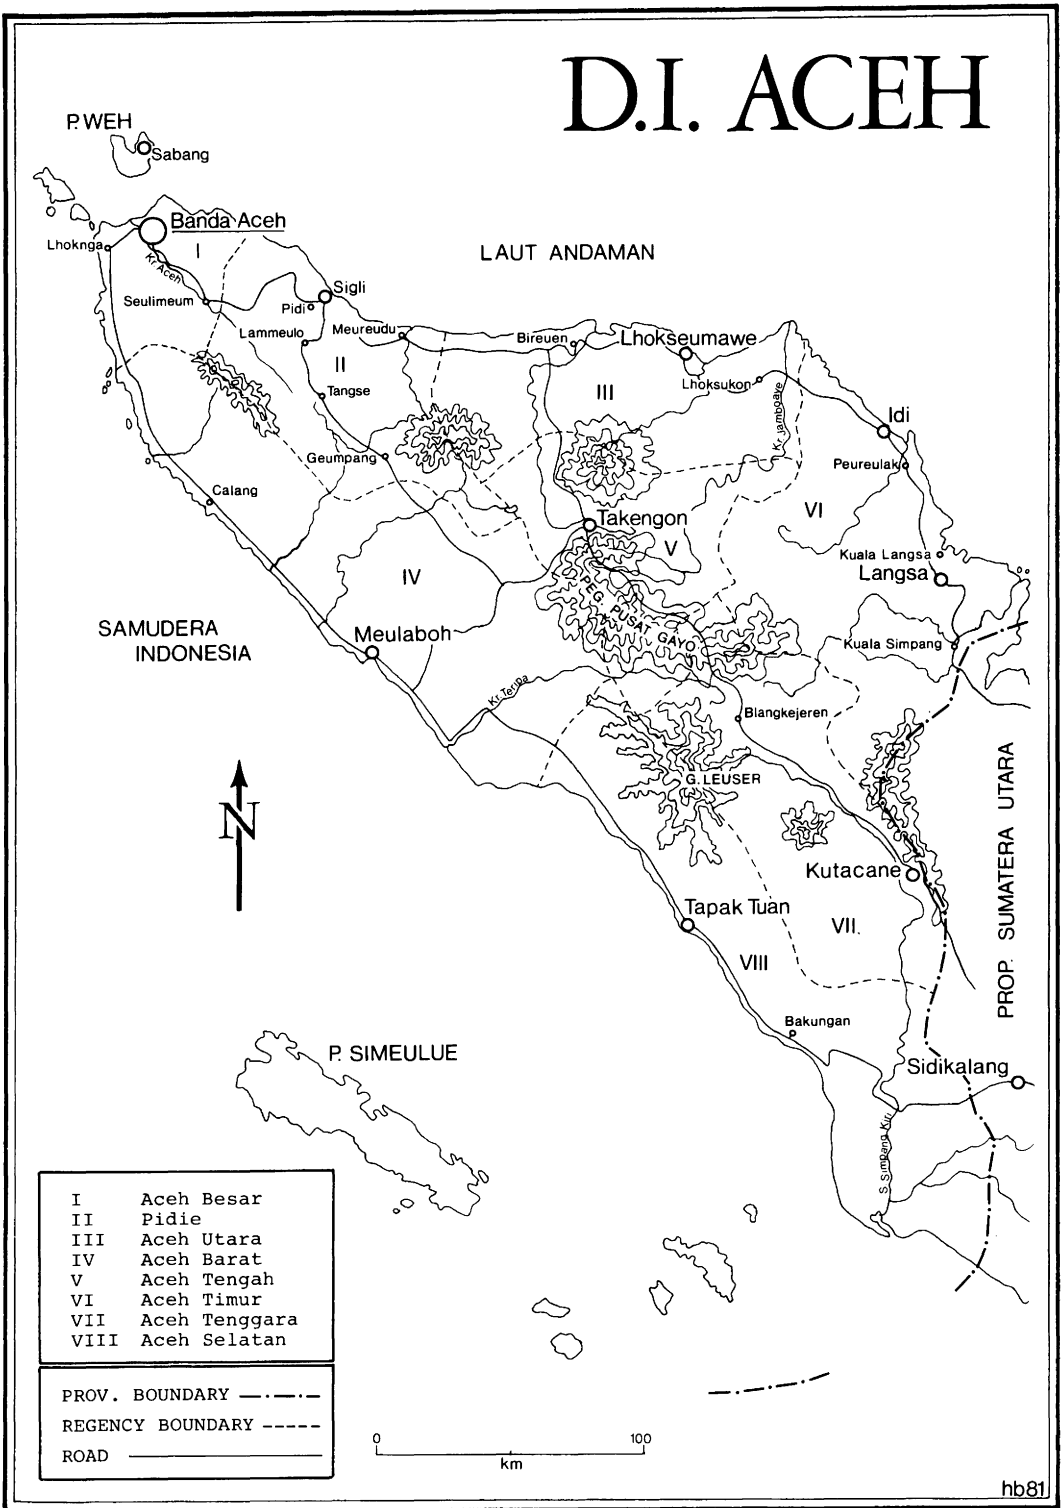 D.I. ACEH
P. WEH
Sabang
Banda Aceh
Lhoknga
I
Kr. Aceh
LAUT ANDAMAN
Seulimeum
Sigli
Pidi
Lammeulo
Meureudu
Bireuen
Lhokseumawe
II
Tangse
III
Lhoksukon
Kr. Jamboaye
Idi
Geumpang
Peureulak
Calang
Takengon
VI
V
Kuala Langsa
Langsa
IV
PEG. PUSAT GAYO
SAMUDERA
INDONESIA
Meulaboh
Kuala Simpang
Kr. Teripa
Blangkejeren
G. LEUSER
N
PROP. SUMATERA UTARA
Kutacane
Tapak Tuan
VII.
VIII
Bakungan
P. SIMEULUE
Sidikalang
S. Simpang Kiri
I Aceh Besar
II Pidie
III Aceh Utara
IV Aceh Barat
V Aceh Tengah
VI Aceh Timur
VII Aceh Tenggara
VIII Aceh Selatan
PROV. BOUNDARY
REGENCY BOUNDARY
ROAD
0 100
km
hb81